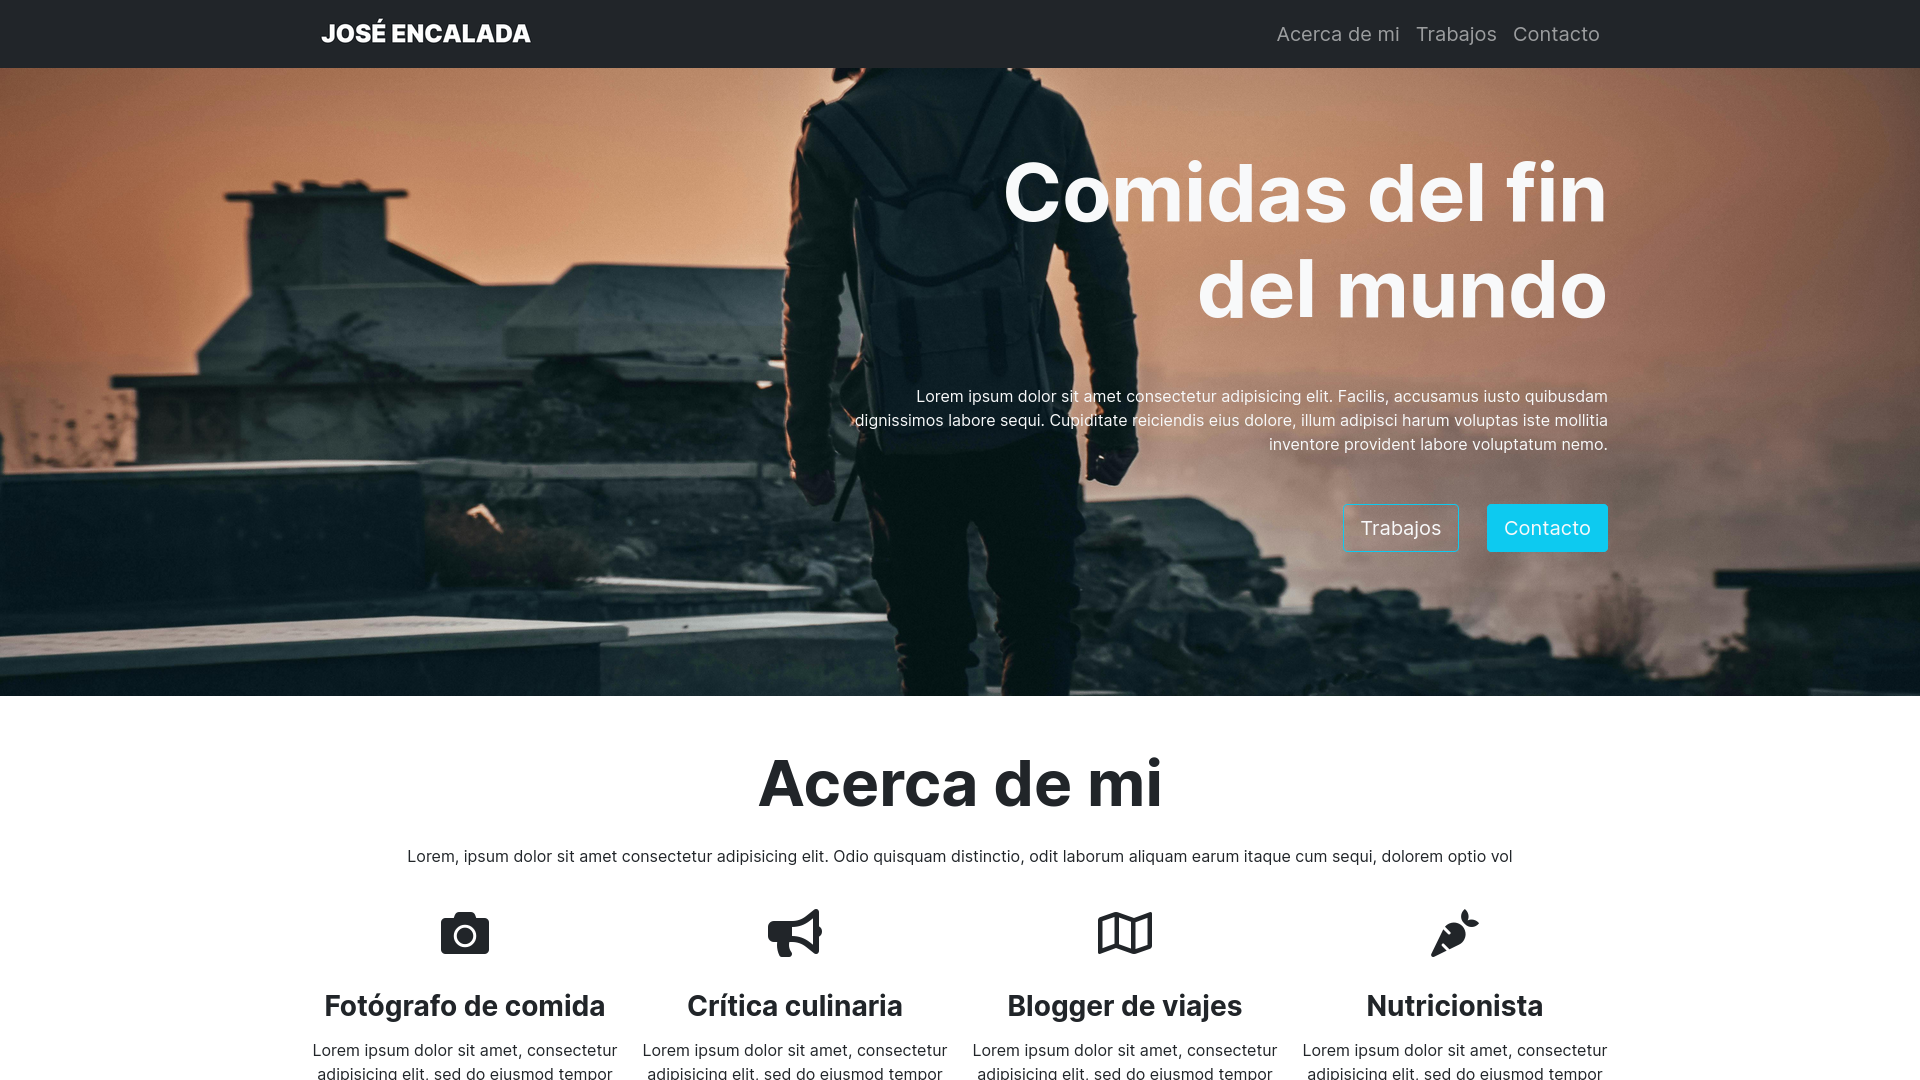 JOSÉ ENCALADA
Acerca de mi Trabajos Contacto
Comidas del fin
del mundo
Lorem ipsum dolor sit amet consectetur adipisicing elit. Facilis, accusamus iusto quibusdam
dignissimos labore sequi. Cupiditate reiciendis eius dolore, illum adipisci harum voluptas iste mollitia
inventore provident labore voluptatum nemo.
Trabajos Contacto
Acerca de mi
Lorem, ipsum dolor sit amet consectetur adipisicing elit. Odio quisquam distinctio, odit laborum aliquam earum itaque cum sequi, dolorem optio vol
Fotógrafo de comida
Lorem ipsum dolor sit amet, consectetur
adipisicing elit, sed do eiusmod tempor
Crítica culinaria
Lorem ipsum dolor sit amet, consectetur
adipisicing elit, sed do eiusmod tempor
Blogger de viajes
Lorem ipsum dolor sit amet, consectetur
adipisicing elit, sed do eiusmod tempor
Nutricionista
Lorem ipsum dolor sit amet, consectetur
adipisicing elit, sed do eiusmod tempor